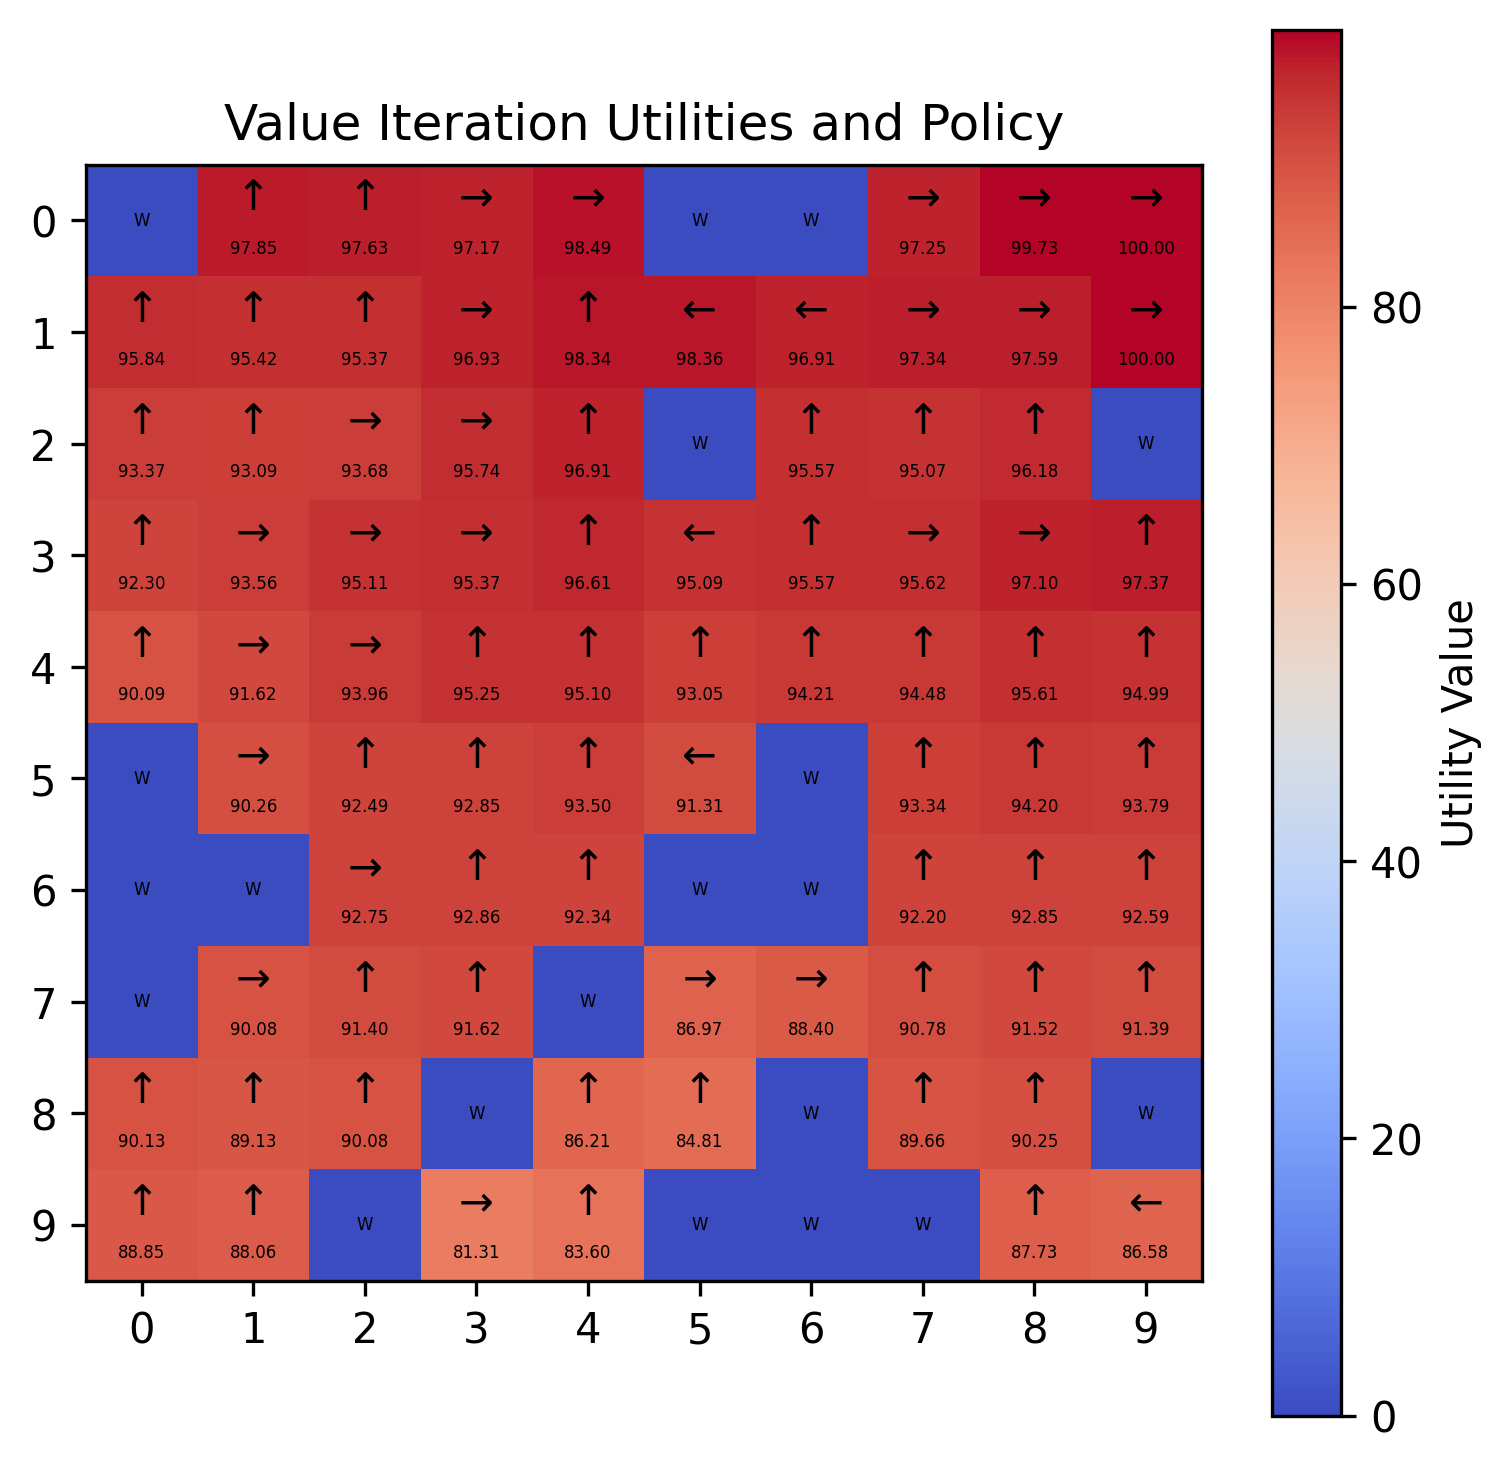 Value Iteration Utilities and Policy
0 W ↑ ↑ → → W W → → →
97.85 97.63 97.17 98.49 97.25 99.73 100.00
1 ↑ ↑ ↑ → ↑ ← ← → → →
95.84 95.42 95.37 96.93 98.34 98.36 96.91 97.34 97.59 100.00
2 ↑ ↑ → → ↑ W ↑ ↑ ↑ W
93.37 93.09 93.68 95.74 96.91 95.57 95.07 96.18
3 ↑ → → → ↑ ← ↑ → → ↑
92.30 93.56 95.11 95.37 96.61 95.09 95.57 95.62 97.10 97.37
4 ↑ → → ↑ ↑ ↑ ↑ ↑ ↑ ↑
90.09 91.62 93.96 95.25 95.10 93.05 94.21 94.48 95.61 94.99
5 W → ↑ ↑ ↑ ← W ↑ ↑ ↑
90.26 92.49 92.85 93.50 91.31 93.34 94.20 93.79
6 W W → ↑ ↑ W W ↑ ↑ ↑
92.75 92.86 92.34 92.20 92.85 92.59
7 W → ↑ ↑ W → → ↑ ↑ ↑
90.08 91.40 91.62 86.97 88.40 90.78 91.52 91.39
8 ↑ ↑ ↑ W ↑ ↑ W ↑ ↑ W
90.13 89.13 90.08 86.21 84.81 89.66 90.25
9 ↑ ↑ W → ↑ W W W ↑ ←
88.85 88.06 81.31 83.60 87.73 86.58
0 1 2 3 4 5 6 7 8 9
80
60
40
20
0
Utility Value